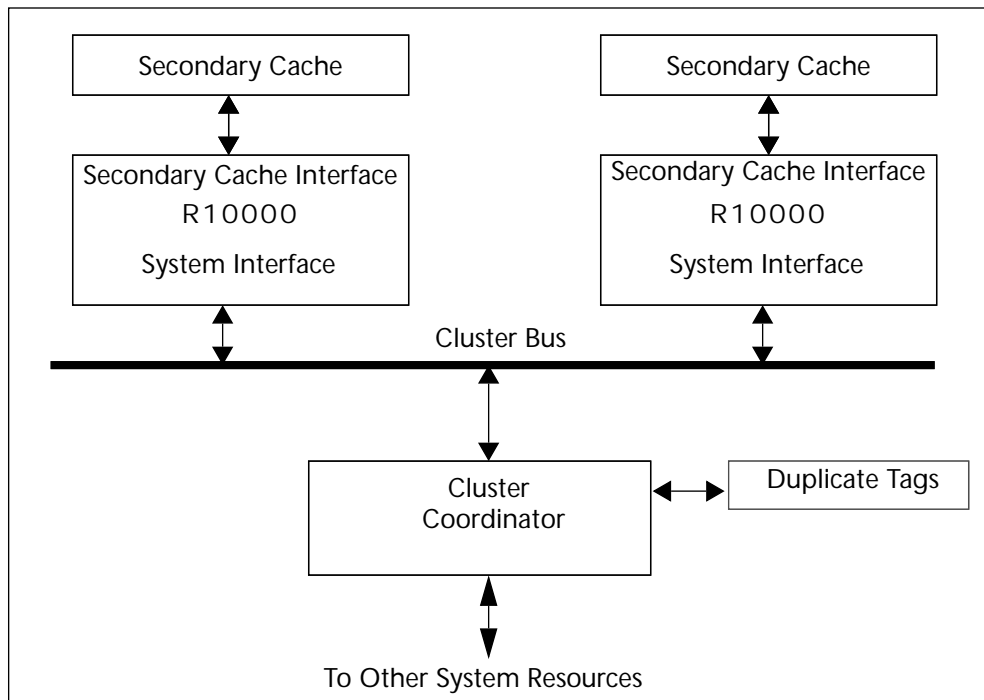 Secondary Cache
Secondary Cache
Secondary Cache Interface
R10000
System Interface
Secondary Cache Interface
R10000
System Interface
Cluster Bus
Cluster
Coordinator
Duplicate Tags
To Other System Resources